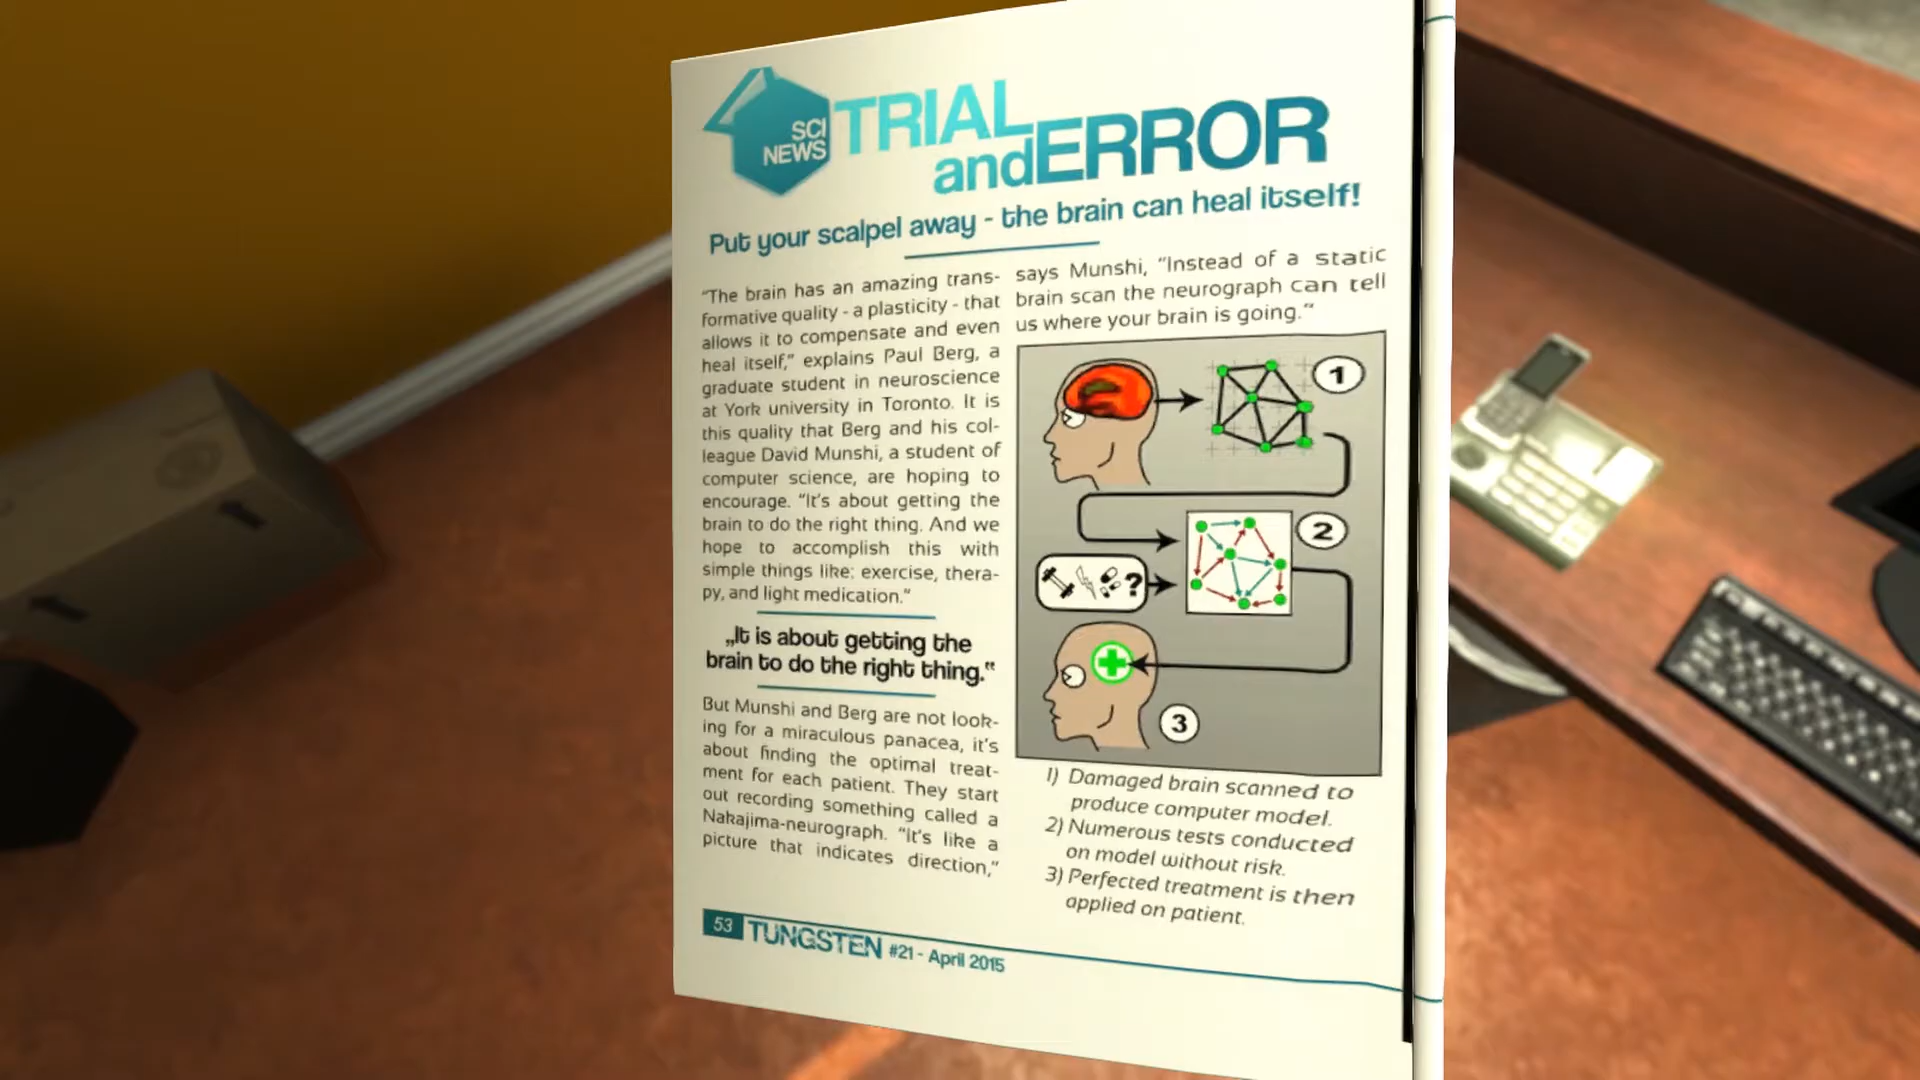 SCI
NEWS
TRIAL
andERROR
Put your scalpel away - the brain can heal itself!
"The brain has an amazing trans-
formative quality - a plasticity - that
allows it to compensate and even
heal itself," explains Paul Berg, a
graduate student in neuroscience
at York university in Toronto. It is
this quality that Berg and his col-
league David Munshi, a student of
computer science, are hoping to
encourage. "It's about getting the
brain to do the right thing. And we
hope to accomplish this with
simple things like: exercise, thera-
py, and light medication."
„It is about getting the
brain to do the right thing."
But Munshi and Berg are not look-
ing for a miraculous panacea, it's
about finding the optimal treat-
ment for each patient. They start
out recording something called a
Nakajima-neurograph. "It's like a
picture that indicates direction,"
says Munshi, "Instead of a static
brain scan the neurograph can tell
us where your brain is going."
1
2
?
3
1) Damaged brain scanned to
produce computer model.
2) Numerous tests conducted
on model without risk.
3) Perfected treatment is then
applied on patient.
53 TUNGSTEN #21 - April 2015